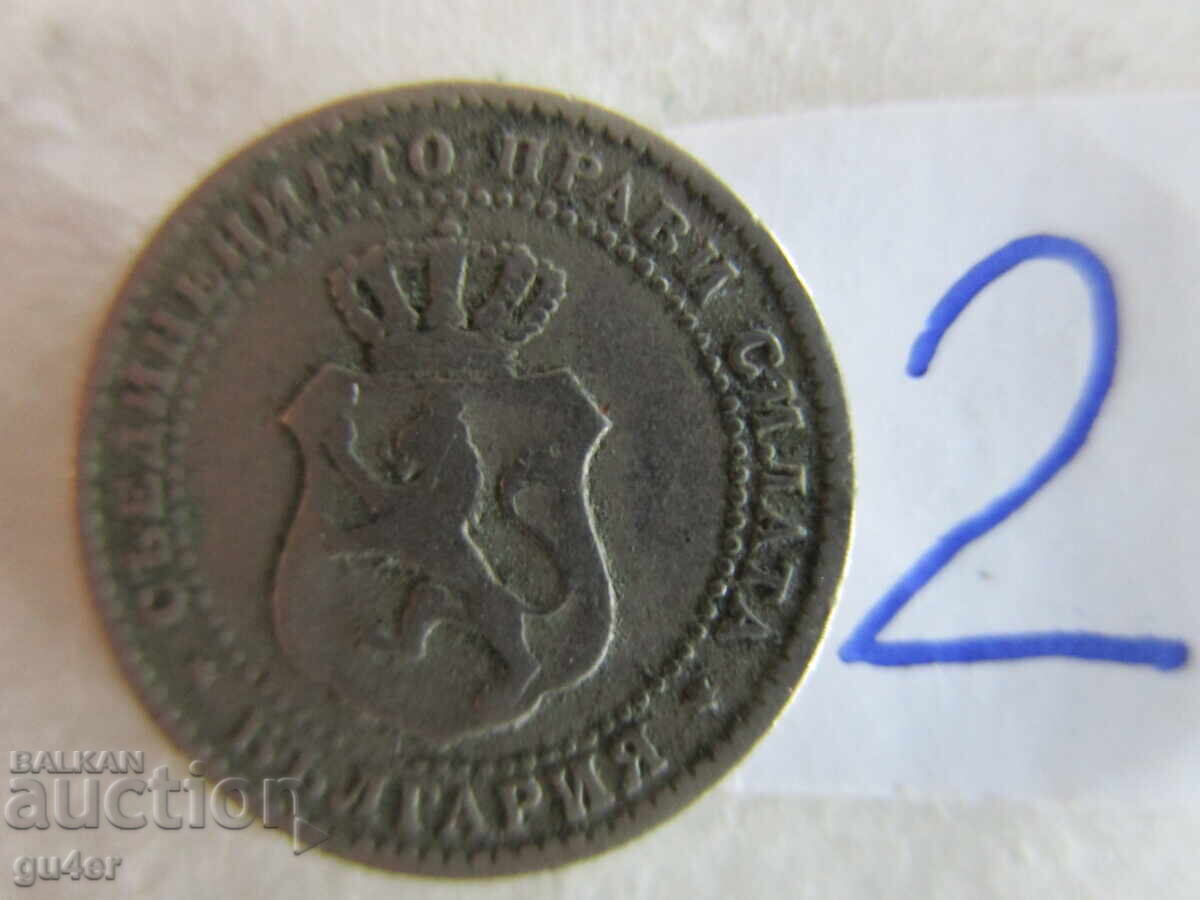 СЪЕДИНЕНИЕТО ПРАВИ СИЛАТА
БЪЛГАРИЯ
2
BALKAN
auction
gu4er